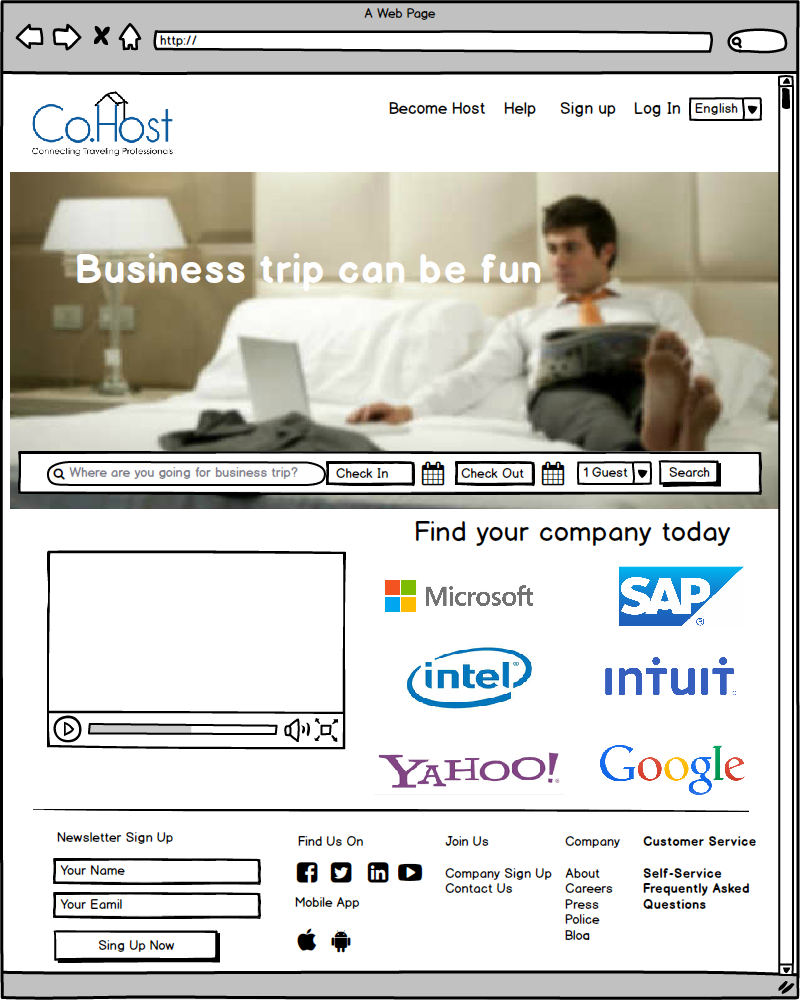 A Web Page
http://
Co.Host
Connecting Traveling Professionals
Become Host Help Sign up Log In English
Business trip can be fun
Where are you going for business trip? Check In Check Out 1 Guest Search
Find your company today
Microsoft
SAP®
intel®
intuit
YAHOO!
Google
Newsletter Sign Up
Your Name
Your Eamil
Sing Up Now
Find Us On
Mobile App
Join Us
Company Sign Up
Contact Us
Company
About
Careers
Press
Police
Blog
Customer Service
Self-Service
Frequently Asked
Questions